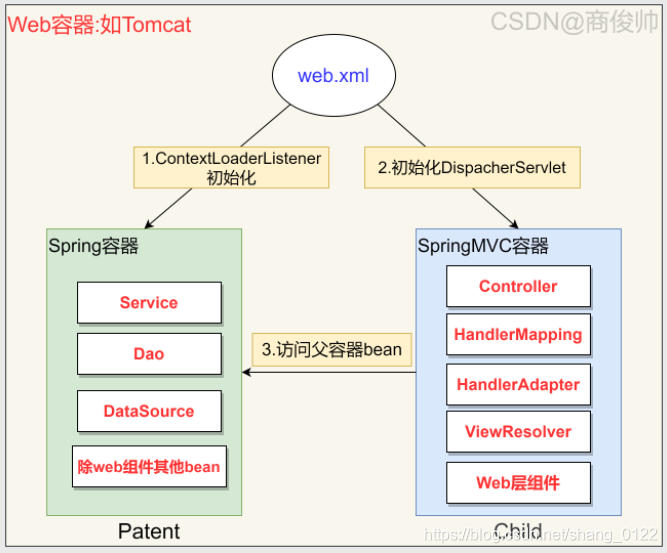 Web容器:如Tomcat
CSDN@商俊帅
web.xml
1.ContextLoaderListener
初始化
2.初始化DispacherServlet
Spring容器
SpringMVC容器
Service
Dao
DataSource
除web组件其他bean
3.访问父容器bean
Controller
HandlerMapping
HandlerAdapter
ViewResolver
Web层组件
Patent
Child
https://blog.csdn.net/shang_0122